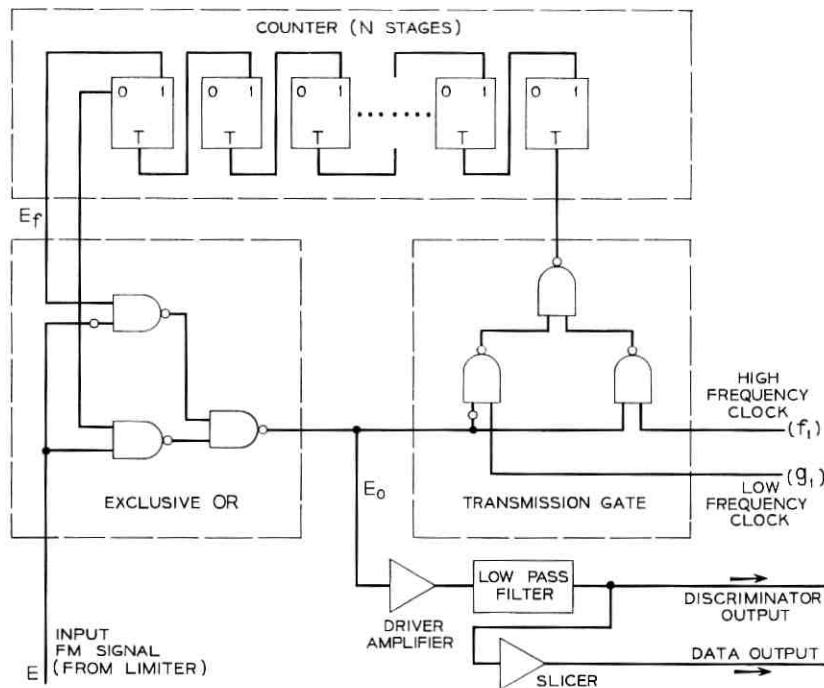 COUNTER (N STAGES)
0 1
T
0 1
T
0 1
T
0 1
T
0 1
T
Ef
HIGH
FREQUENCY
CLOCK
(f1)
(g1)
LOW
FREQUENCY
CLOCK
EXCLUSIVE OR
E0
TRANSMISSION GATE
LOW PASS
FILTER
DRIVER
AMPLIFIER
DISCRIMINATOR
OUTPUT
INPUT
FM SIGNAL
(FROM LIMITER)
E
SLICER
DATA OUTPUT